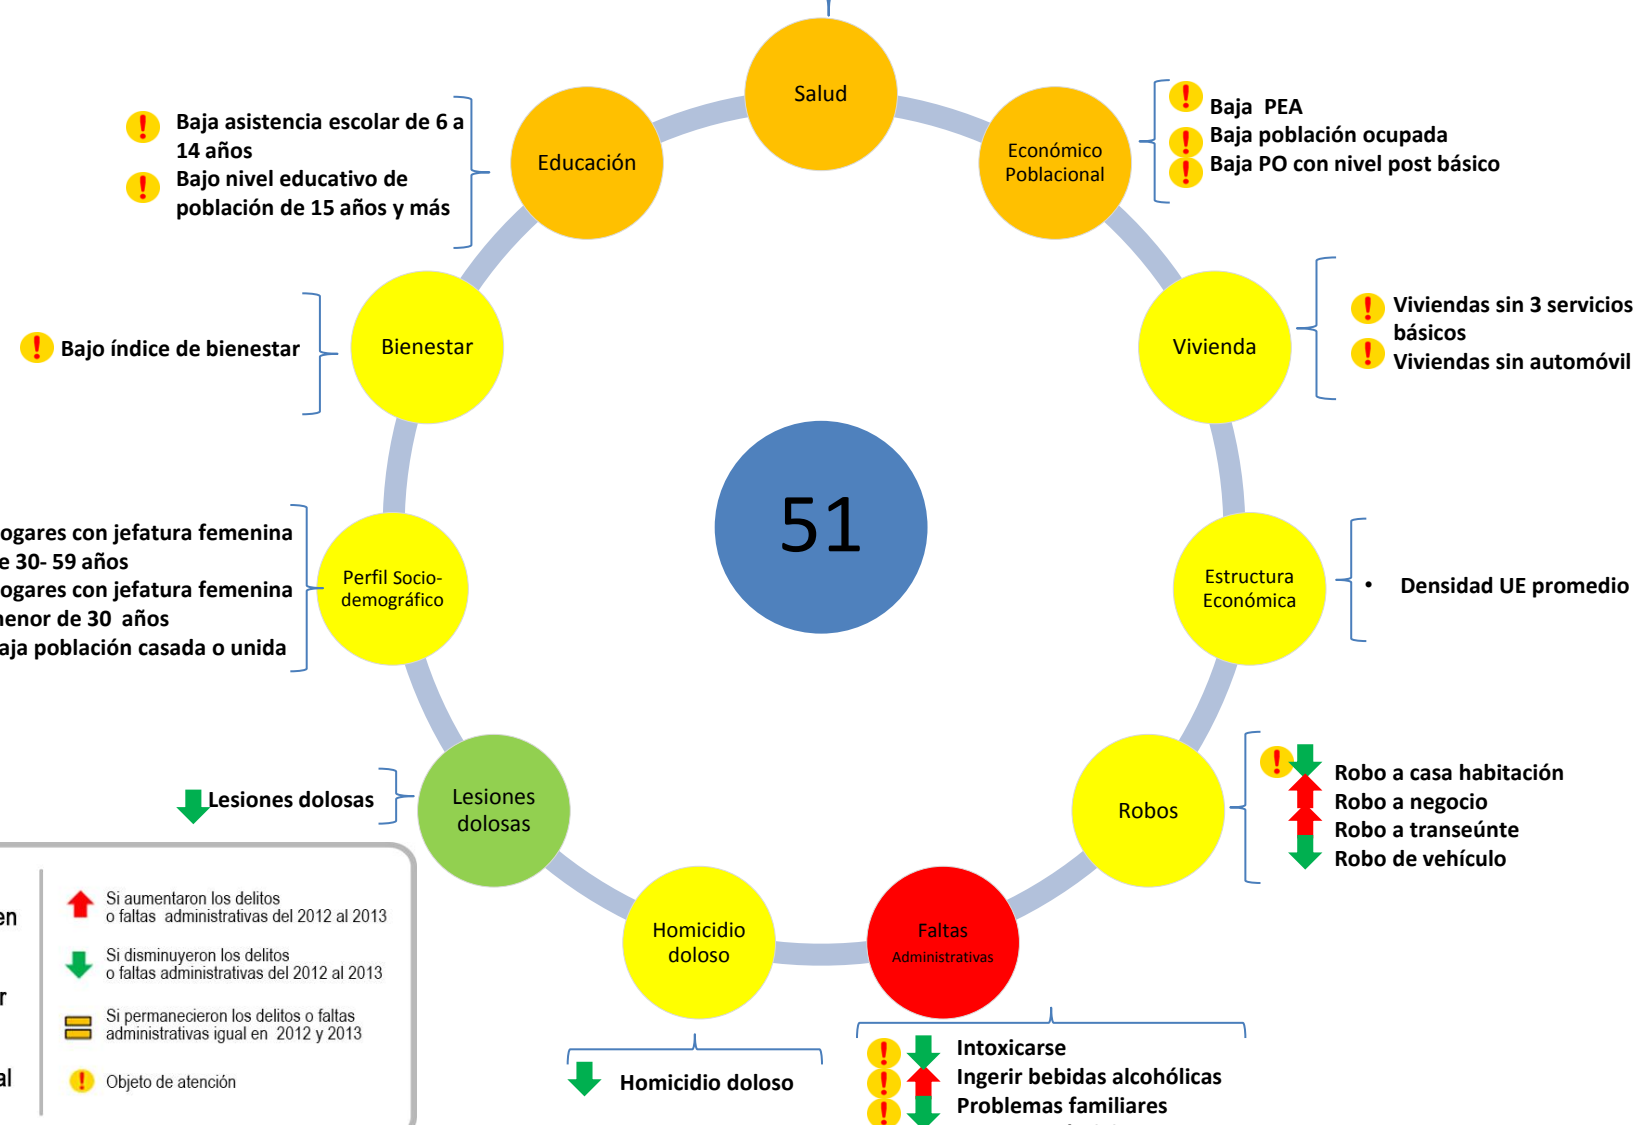 Salud
Baja PEA
Baja población ocupada
Baja PO con nivel post básico
Económico
Poblacional
Baja asistencia escolar de 6 a
14 años
Bajo nivel educativo de
población de 15 años y más
Educación
Bajo índice de bienestar
Bienestar
Vivienda
Viviendas sin 3 servicios
básicos
Viviendas sin automóvil
51
ogares con jefatura femenina
e 30- 59 años
ogares con jefatura femenina
menor de 30 años
aja población casada o unida
Perfil Socio-
demográfico
Estructura
Económica
• Densidad UE promedio
Lesiones dolosas
Lesiones
dolosas
Robos
Robo a casa habitación
Robo a negocio
Robo a transeúnte
Robo de vehículo
Homicidio
doloso
Faltas
Administrativas
Homicidio doloso
Intoxicarse
Ingerir bebidas alcohólicas
Problemas familiares
en
r
al
Si aumentaron los delitos
o faltas administrativas del 2012 al 2013
Si disminuyeron los delitos
o faltas administrativas del 2012 al 2013
Si permanecieron los delitos o faltas
administrativas igual en 2012 y 2013
Objeto de atención